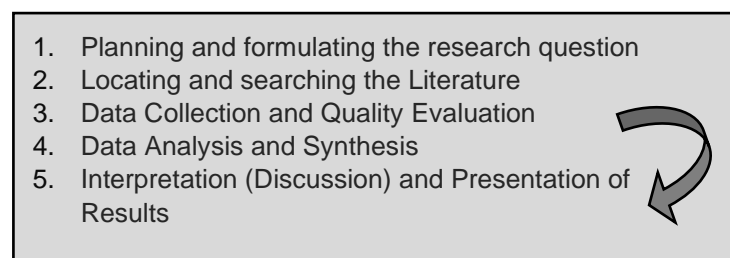 1. Planning and formulating the research question
2. Locating and searching the Literature
3. Data Collection and Quality Evaluation
4. Data Analysis and Synthesis
5. Interpretation (Discussion) and Presentation of
Results